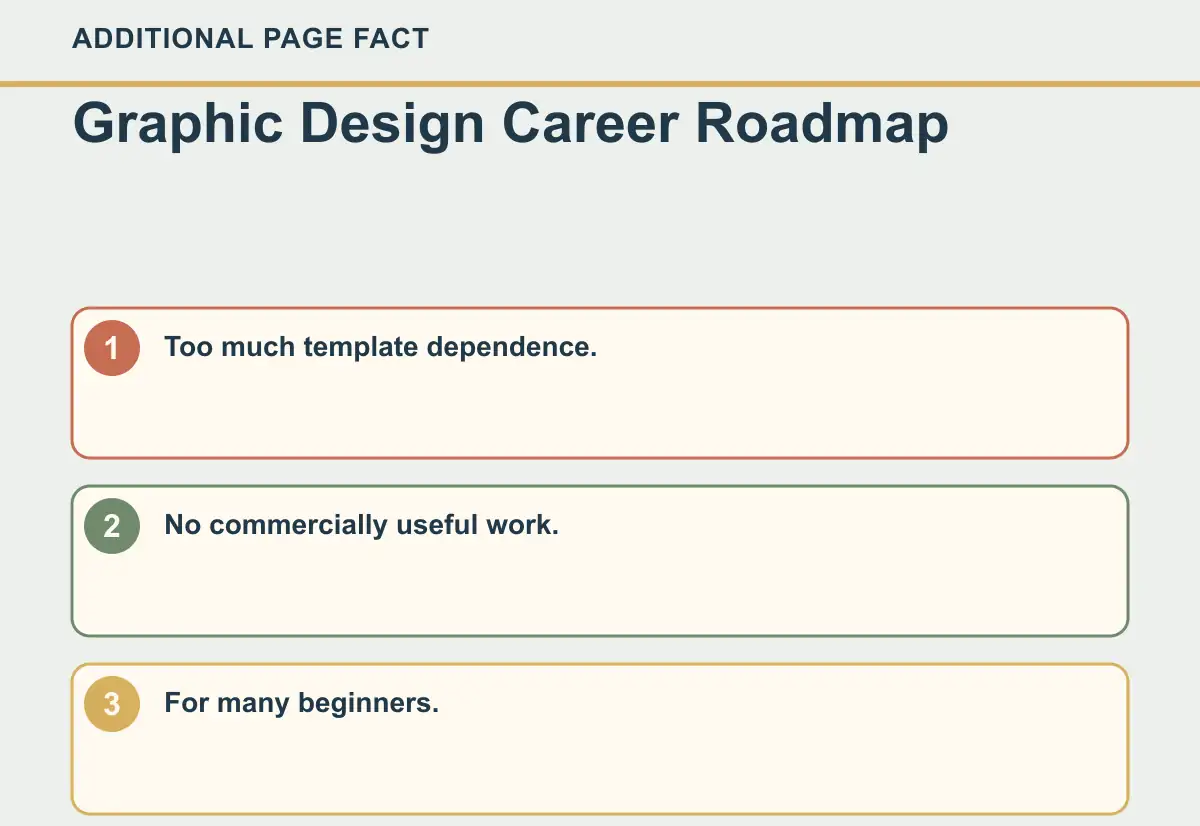 ADDITIONAL PAGE FACT
Graphic Design Career Roadmap
1 Too much template dependence.
2 No commercially useful work.
3 For many beginners.